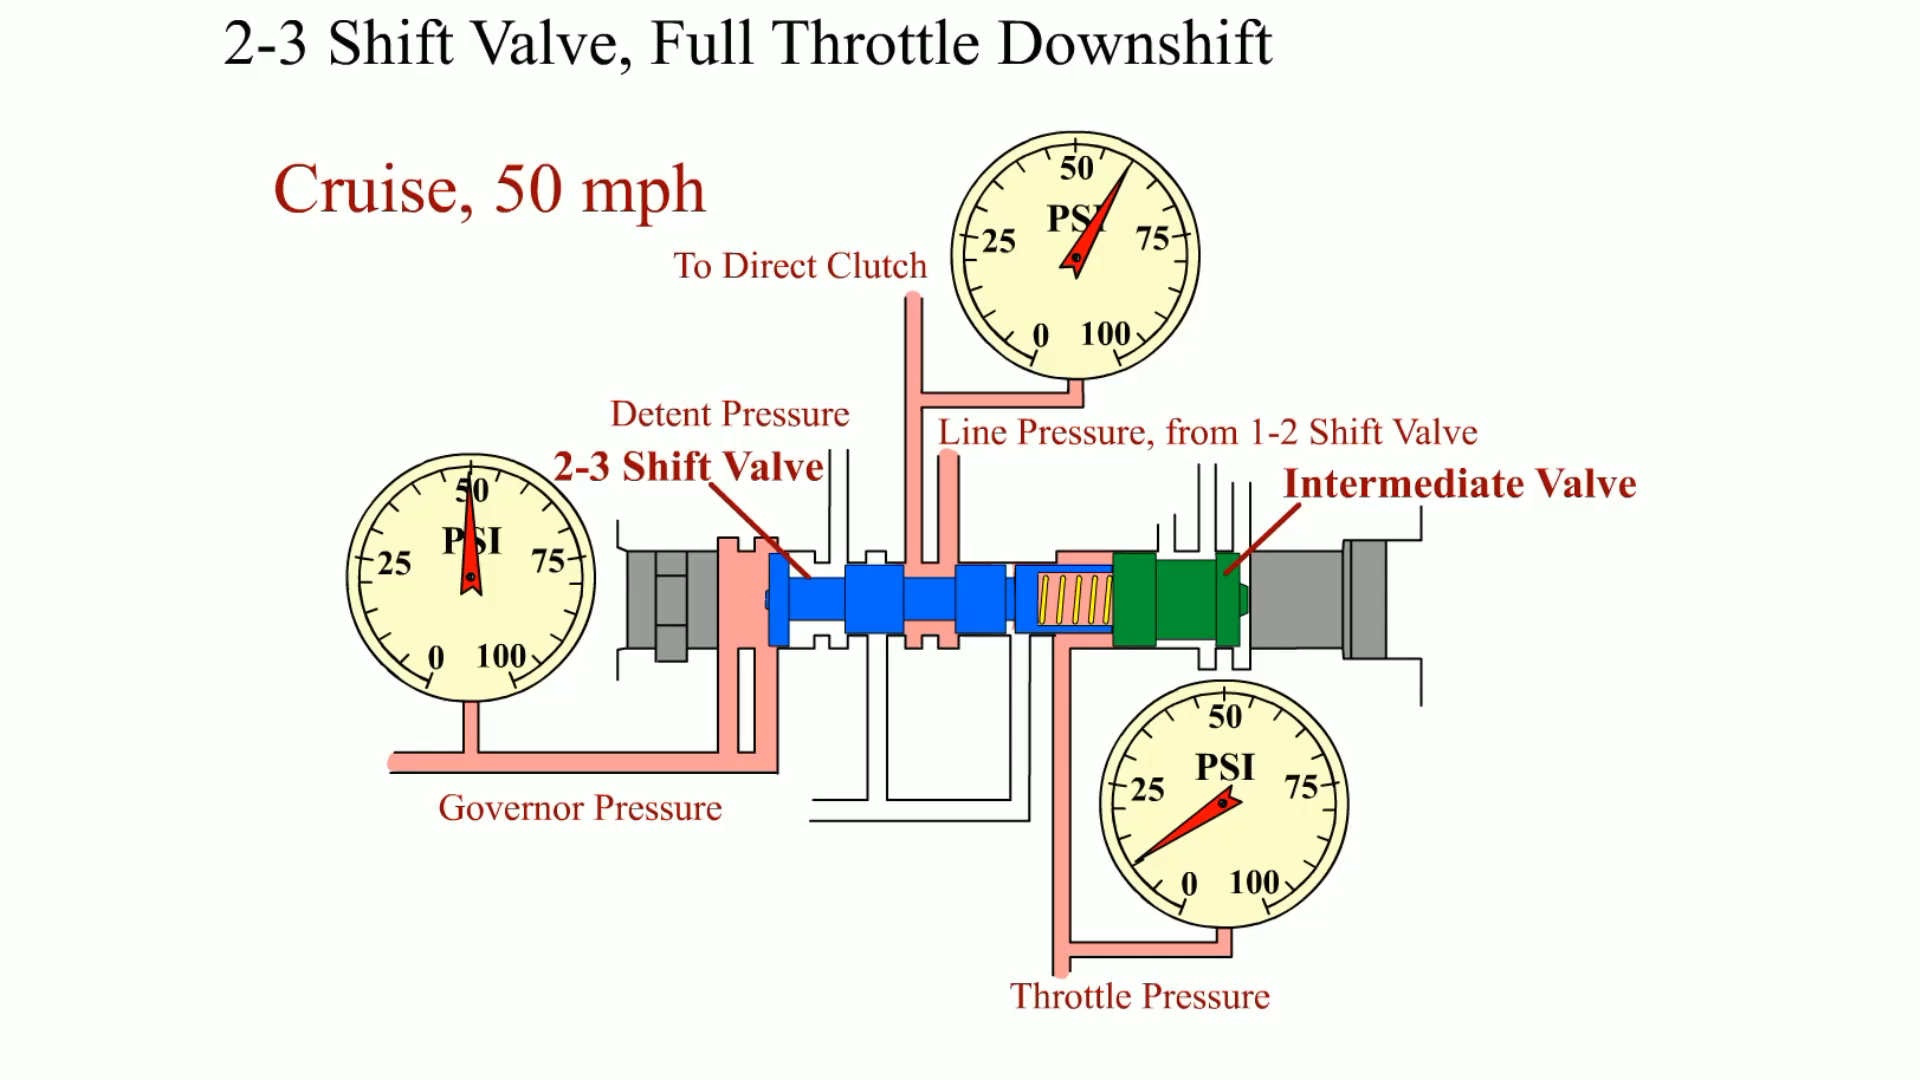 2-3 Shift Valve, Full Throttle Downshift
Cruise, 50 mph
50
PSI
25
75
0
100
To Direct Clutch
Detent Pressure
Line Pressure, from 1-2 Shift Valve
2-3 Shift Valve
Intermediate Valve
50
PSI
25
75
0
100
Governor Pressure
50
PSI
25
75
0
100
Throttle Pressure